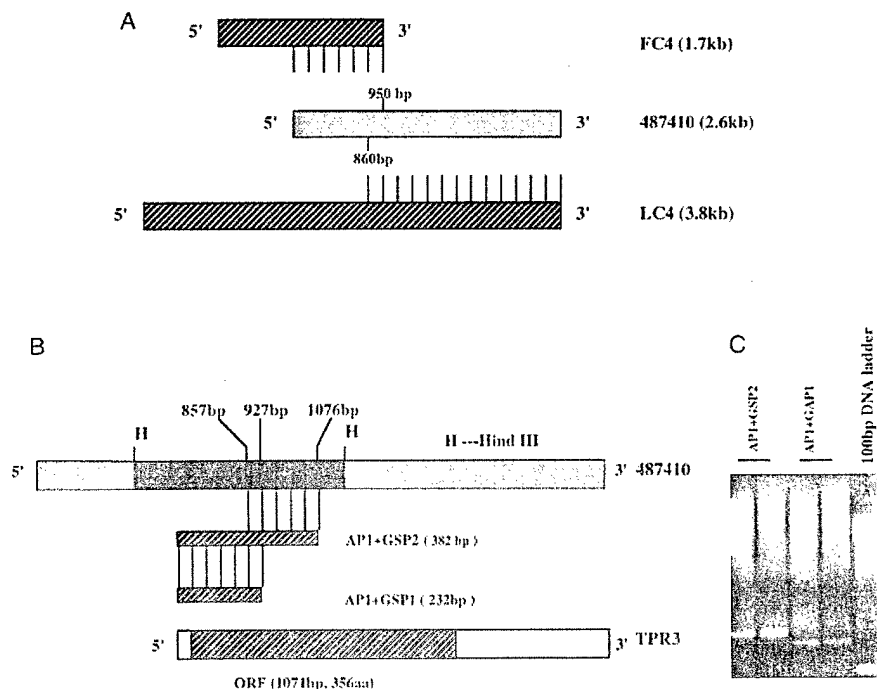 A
5' 3' FC4 (1.7kb)
950 bp
5' 3' 487410 (2.6kb)
860bp
5' 3' LC4 (3.8kb)
B
857bp 927bp 1076bp
H H H ---Hind III
5' 3' 487410
AP1+GSP2 ( 382 bp )
AP1+GSP1 ( 232bp )
5' 3' TPR3
ORF (1071bp, 356aa)
C
AP1+GSP2
AP1+GAP1
100bp DNA ladder